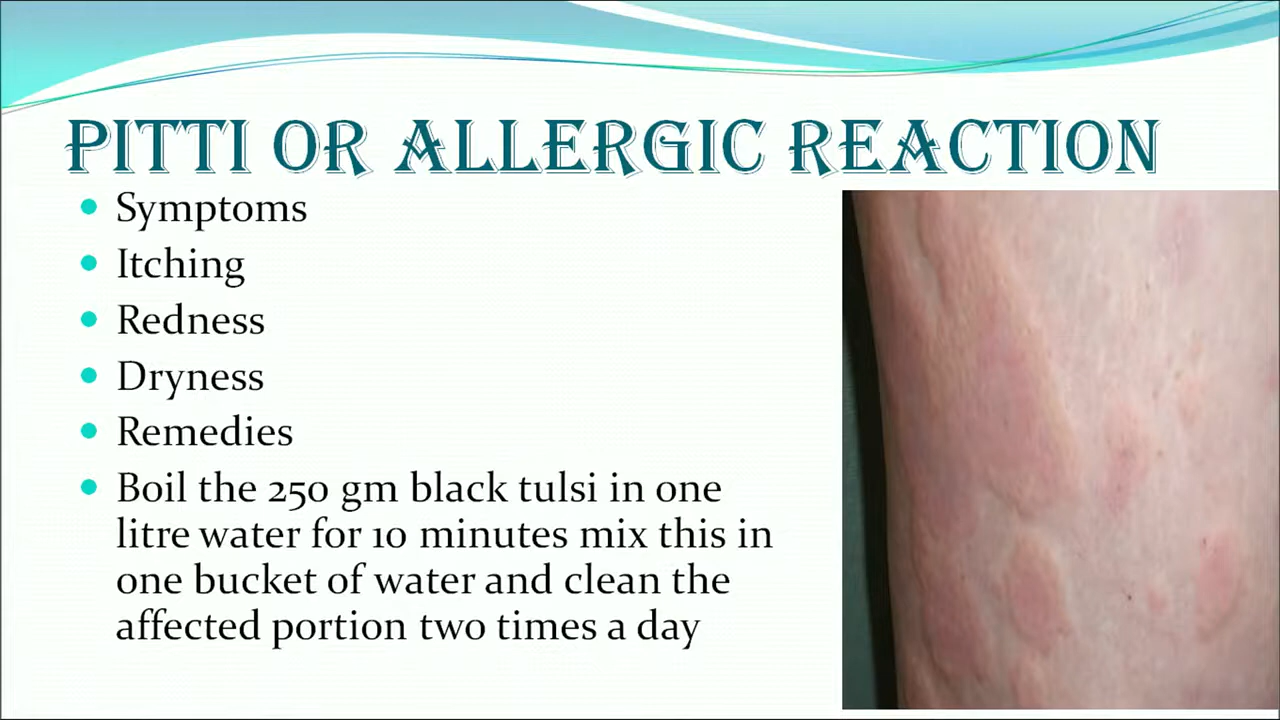 PITTI OR ALLERGIC REACTION
Symptoms
Itching
Redness
Dryness
Remedies
Boil the 250 gm black tulsi in one
litre water for 10 minutes mix this in
one bucket of water and clean the
affected portion two times a day